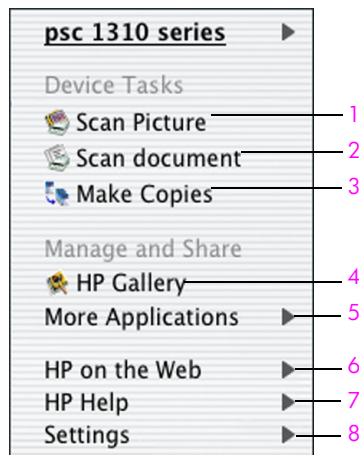 psc 1310 series
Device Tasks
Scan Picture 1
Scan document 2
Make Copies 3
Manage and Share
HP Gallery 4
More Applications 5
HP on the Web 6
HP Help 7
Settings 8